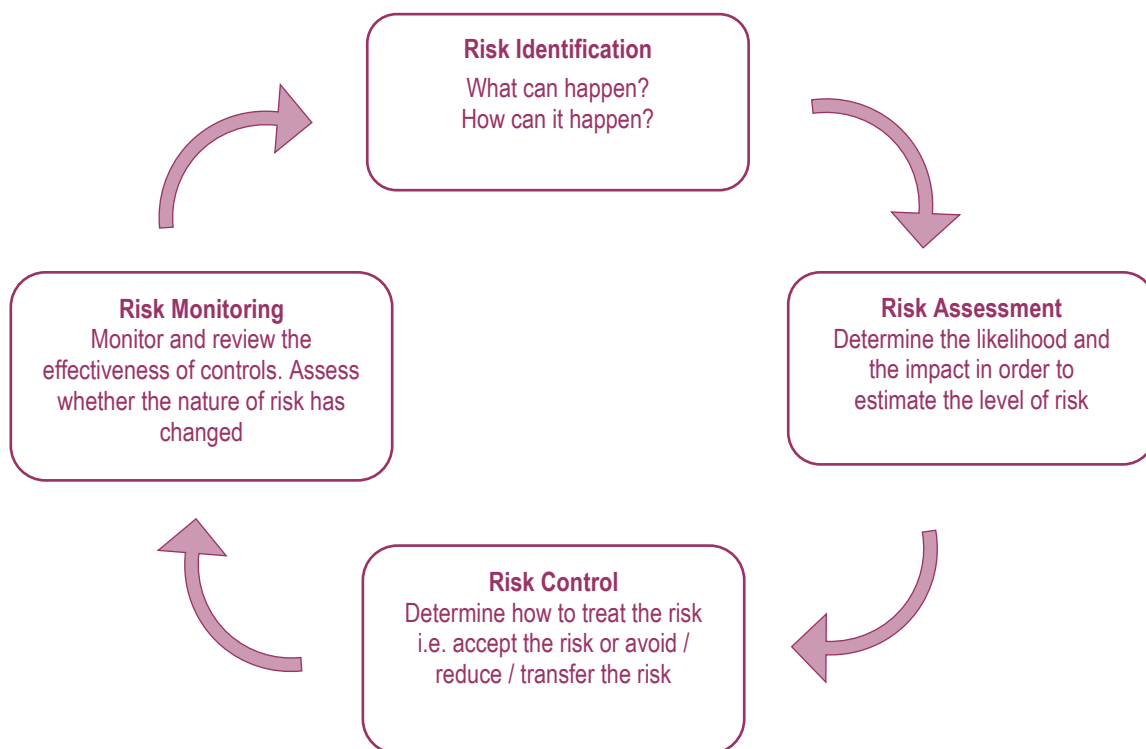 Risk Identification
What can happen?
How can it happen?
Risk Assessment
Determine the likelihood and
the impact in order to
estimate the level of risk
Risk Control
Determine how to treat the risk
i.e. accept the risk or avoid /
reduce / transfer the risk
Risk Monitoring
Monitor and review the
effectiveness of controls. Assess
whether the nature of risk has
changed